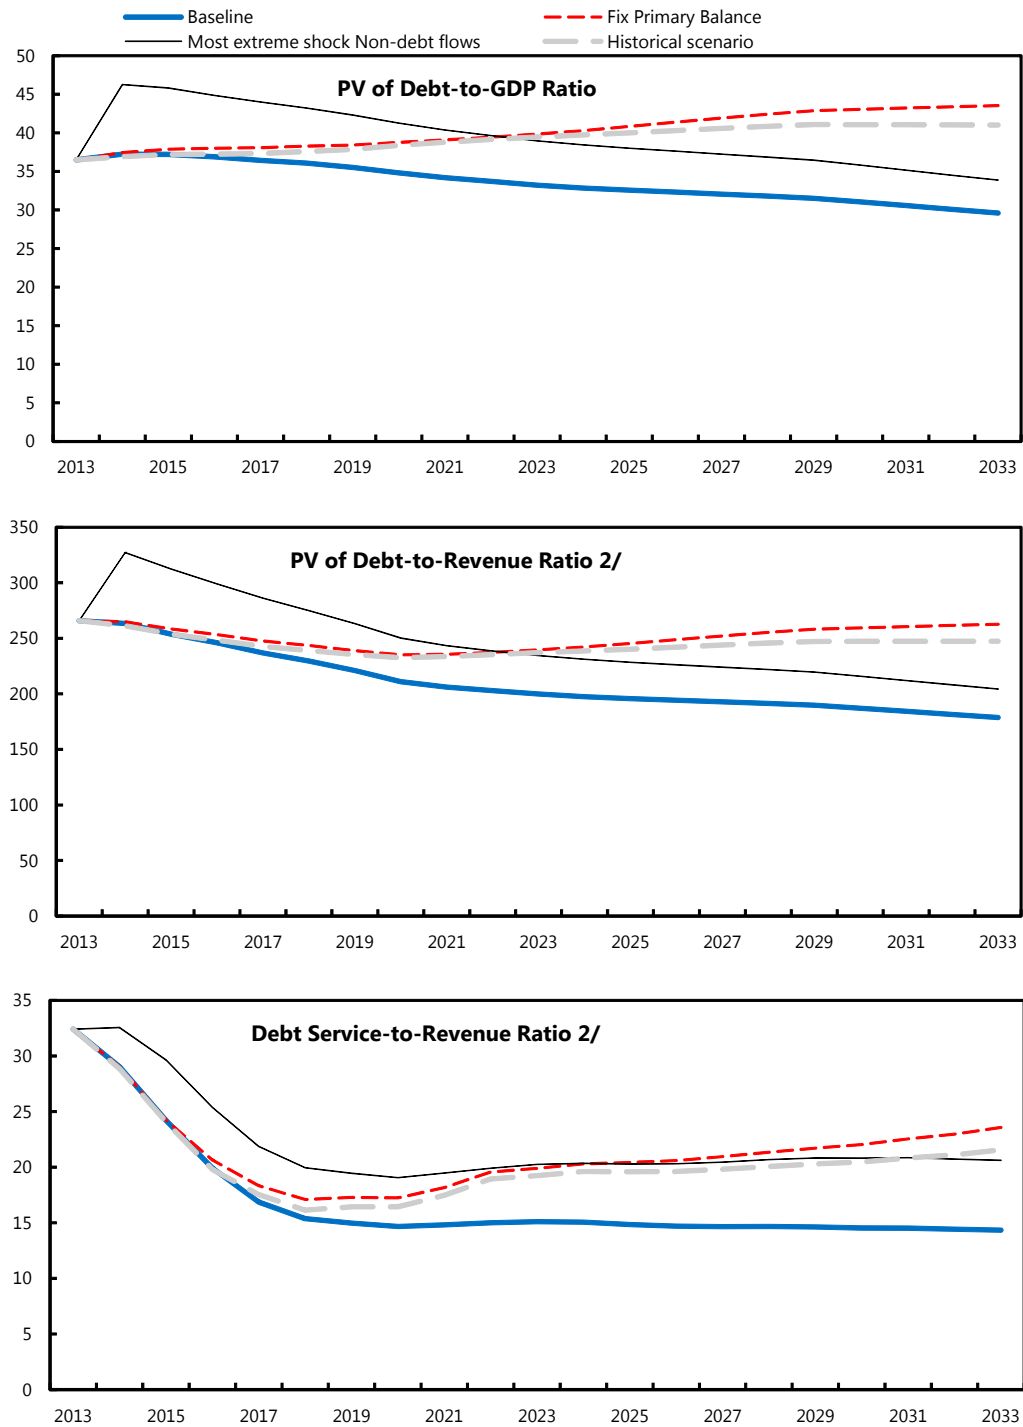 Baseline
Fix Primary Balance
Most extreme shock Non-debt flows
Historical scenario
PV of Debt-to-GDP Ratio
50
45
40
35
30
25
20
15
10
5
0
2013 2015 2017 2019 2021 2023 2025 2027 2029 2031 2033
PV of Debt-to-Revenue Ratio 2/
350
300
250
200
150
100
50
0
2013 2015 2017 2019 2021 2023 2025 2027 2029 2031 2033
Debt Service-to-Revenue Ratio 2/
35
30
25
20
15
10
5
0
2013 2015 2017 2019 2021 2023 2025 2027 2029 2031 2033